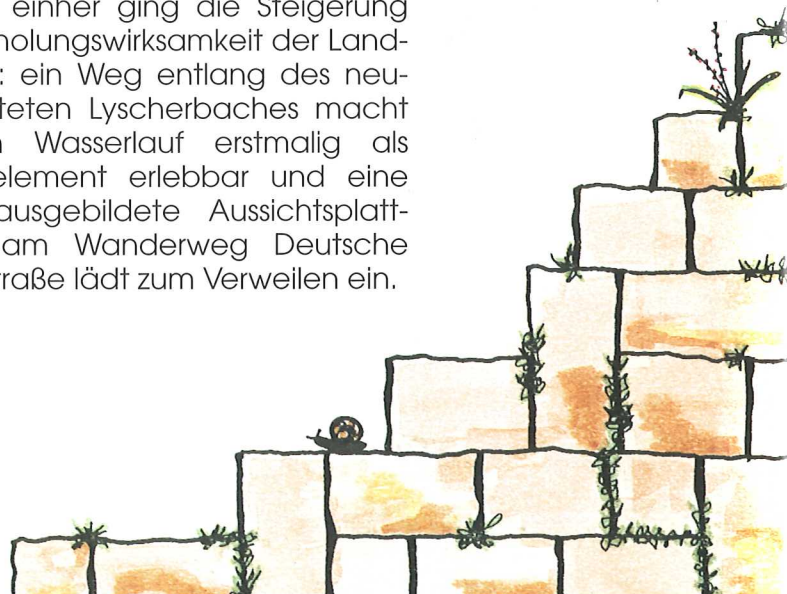 einher ging die Steigerung
holungswirksamkeit der Land-
: ein Weg entlang des neu-
teten Lyscherbaches macht
Wasserlauf erstmalig als
element erlebbar und eine
ausgebildete Aussichtsplatt-
am Wanderweg Deutsche
raße lädt zum Verweilen ein.